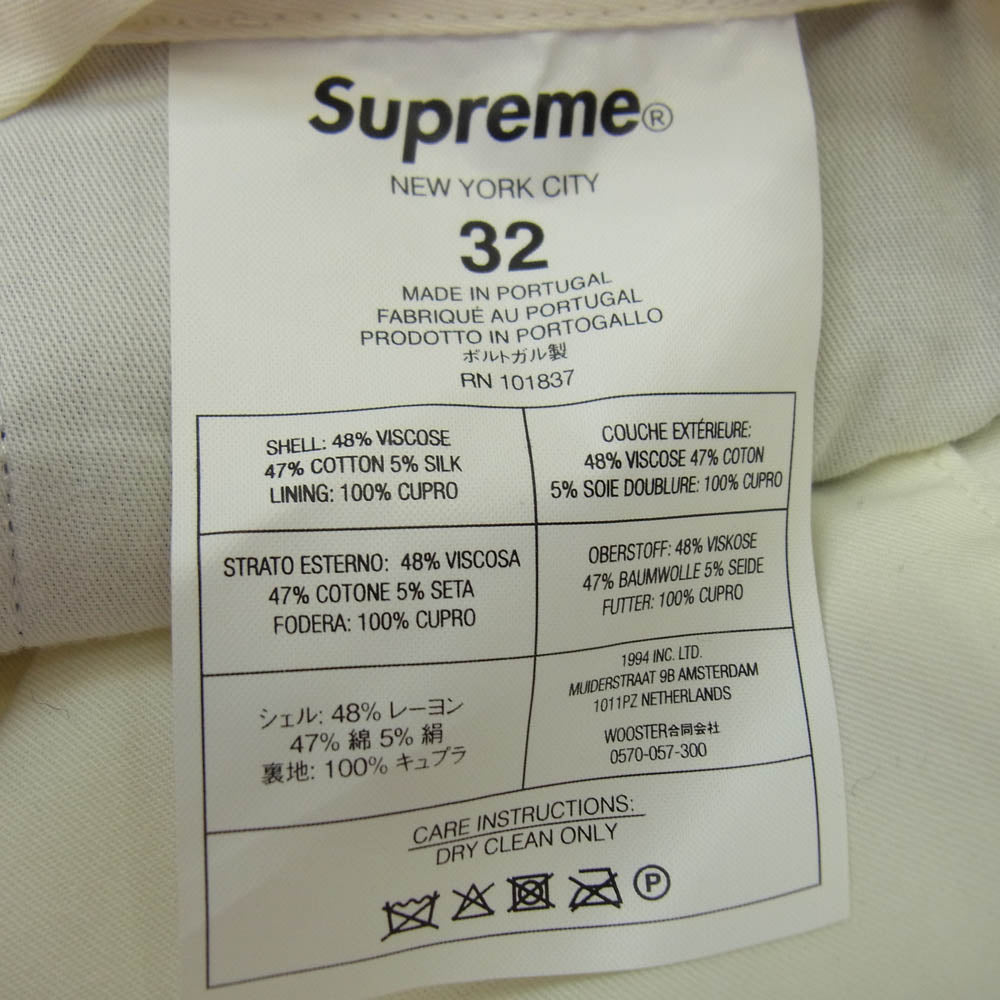 Supreme®
NEW YORK CITY
32
MADE IN PORTUGAL
FABRIQUÉ AU PORTUGAL
PRODOTTO IN PORTOGALLO
ポルトガル製
RN 101837
SHELL: 48% VISCOSE
47% COTTON 5% SILK
LINING: 100% CUPRO
COUCHE EXTÉRIEURE:
48% VISCOSE 47% COTON
5% SOIE DOUBLURE: 100% CUPRO
STRATO ESTERNO: 48% VISCOSA
47% COTONE 5% SETA
FODERA: 100% CUPRO
OBERSTOFF: 48% VISKOSE
47% BAUMWOLLE 5% SEIDE
FUTTER: 100% CUPRO
シェル: 48% レーヨン
47% 綿 5% 絹
裏地: 100% キュプラ
1994 INC. LTD.
MUIDERSTRAAT 9B AMSTERDAM
1011PZ NETHERLANDS
WOOSTER合同会社
0570-057-300
CARE INSTRUCTIONS:
DRY CLEAN ONLY
P